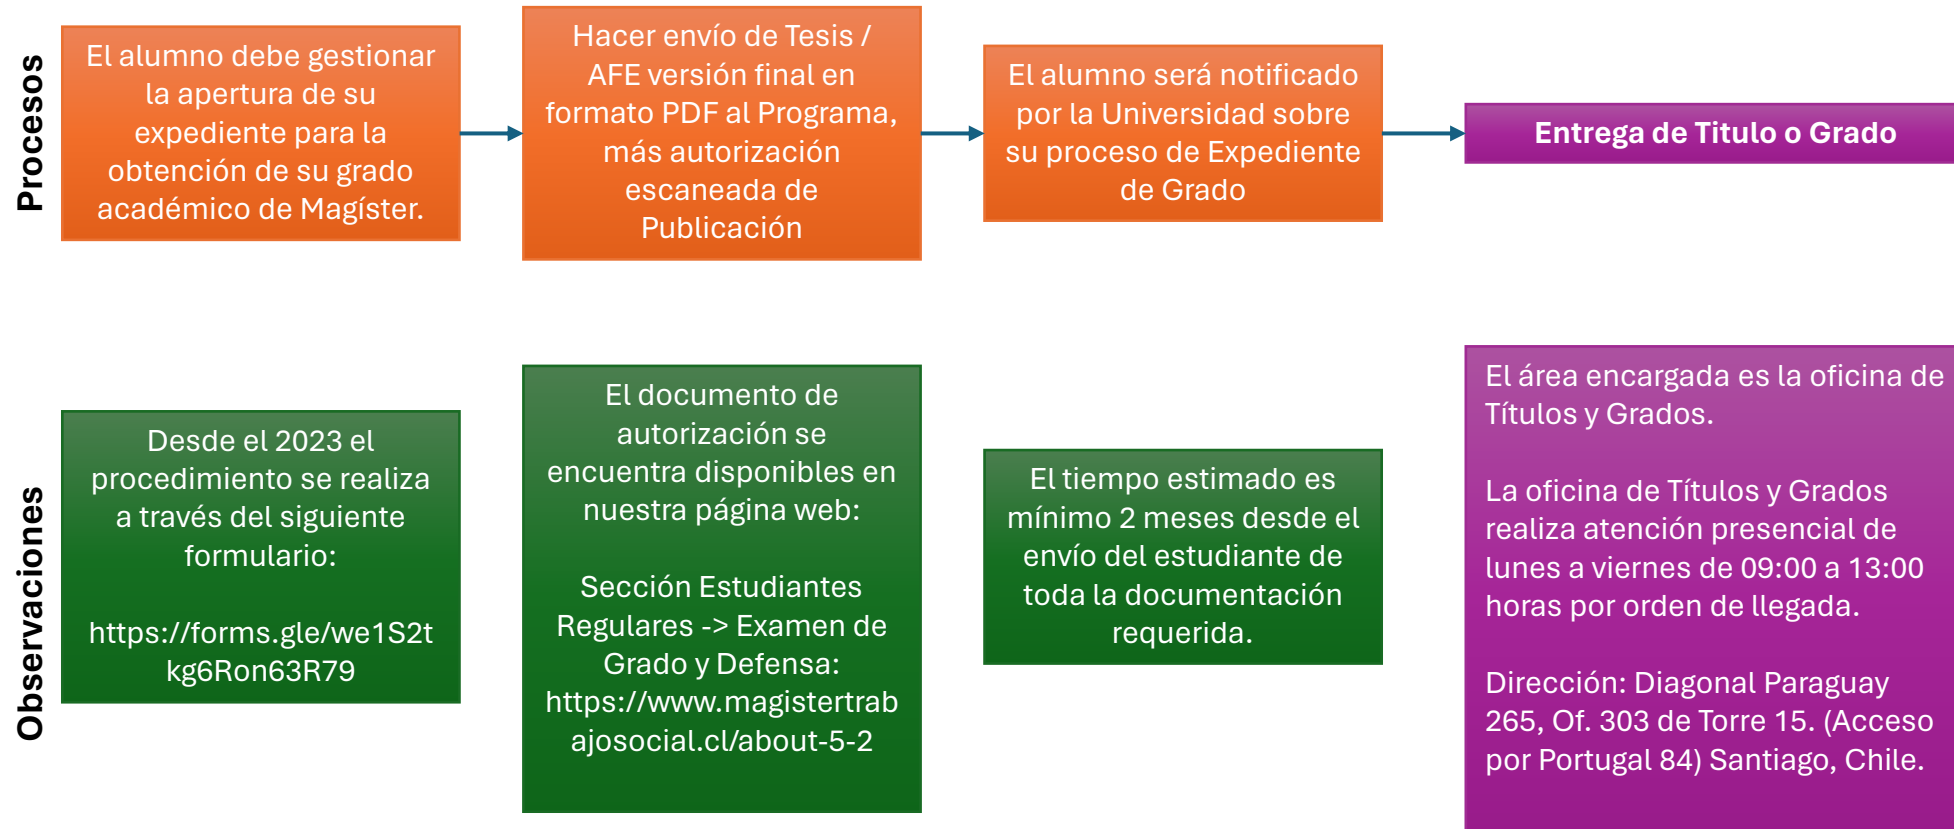 Procesos
El alumno debe gestionar
la apertura de su
expediente para la
obtención de su grado
académico de Magíster.
Hacer envío de Tesis /
AFE versión final en
formato PDF al Programa,
más autorización
escaneada de
Publicación
El alumno será notificado
por la Universidad sobre
su proceso de Expediente
de Grado
Entrega de Titulo o Grado
Observaciones
Desde el 2023 el
procedimiento se realiza
a través del siguiente
formulario:
https://forms.gle/we1S2t
kg6Ron63R79
El documento de
autorización se
encuentra disponibles en
nuestra página web:
Sección Estudiantes
Regulares -> Examen de
Grado y Defensa:
https://www.magistertrab
ajosocial.cl/about-5-2
El tiempo estimado es
mínimo 2 meses desde el
envío del estudiante de
toda la documentación
requerida.
El área encargada es la oficina de
Títulos y Grados.
La oficina de Títulos y Grados
realiza atención presencial de
lunes a viernes de 09:00 a 13:00
horas por orden de llegada.
Dirección: Diagonal Paraguay
265, Of. 303 de Torre 15. (Acceso
por Portugal 84) Santiago, Chile.